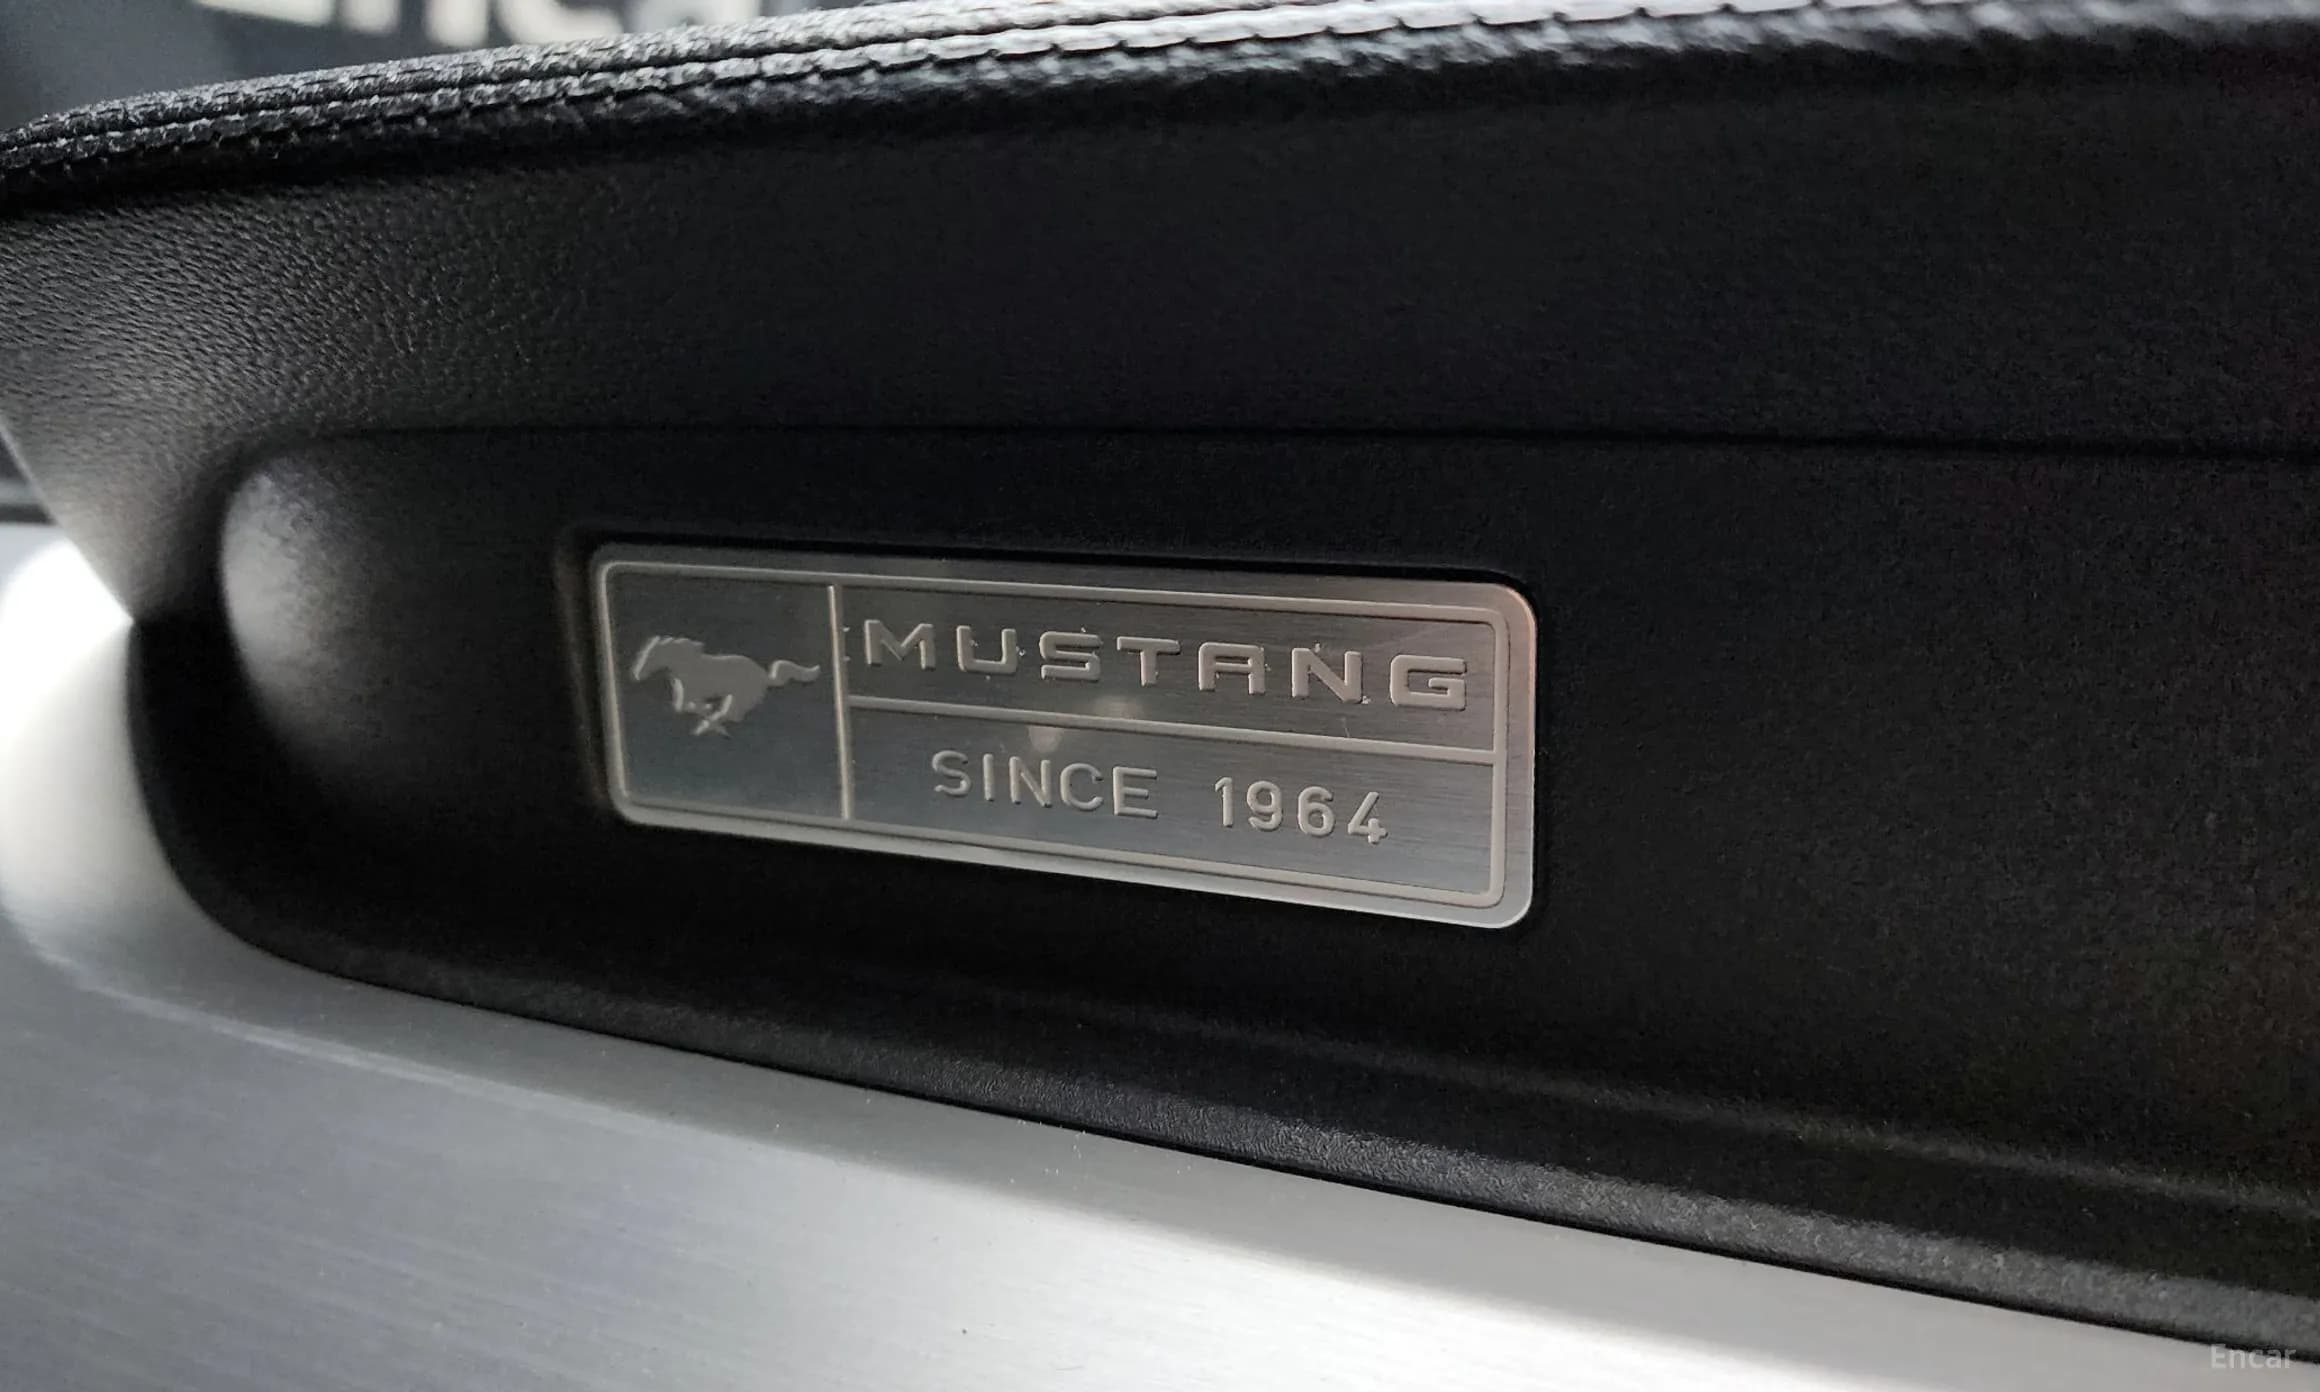 MUSTANG
SINCE 1964
Encar